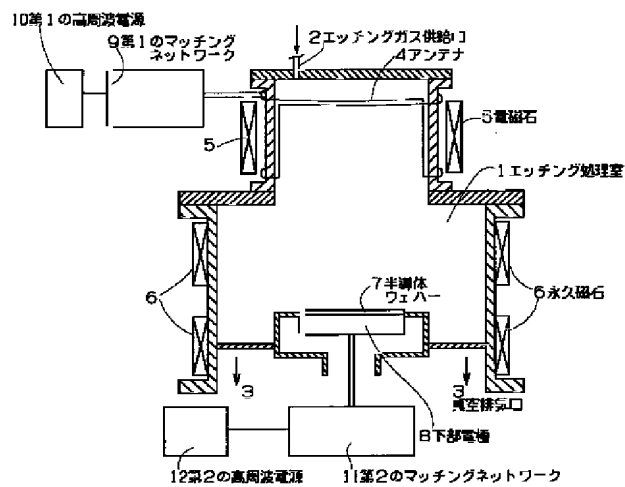 10第1の高周波電源
9第1のマッチング
ネットワーク
2エッチングガス供給口
4アンテナ
5
5電磁石
1エッチング処理室
7半導体
ウェハー
6
6永久磁石
3
3
真空排気口
8下部電極
12第2の高周波電源
11第2のマッチングネットワーク